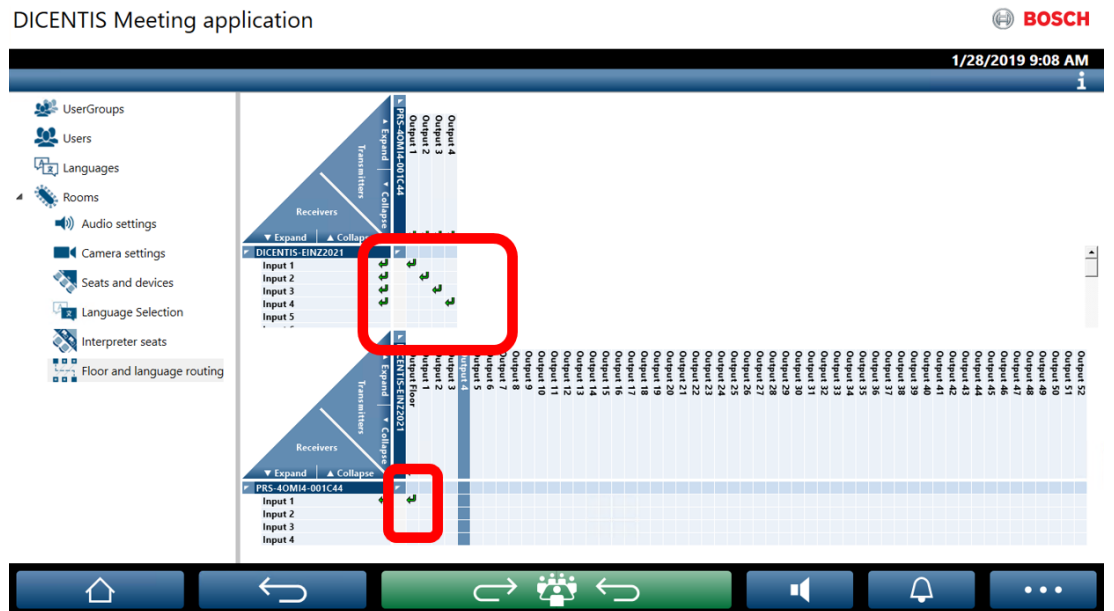 DICENTIS Meeting application
BOSCH
1/28/2019 9:08 AM
i
UserGroups
Users
Languages
Rooms
Audio settings
Camera settings
Seats and devices
Language Selection
Interpreter seats
Floor and language routing
Transmitters
Receivers
▲ Expand
▼ Collapse
▼ Expand
▲ Collapse
PRS-4OMI4-001C44
Output 1
Output 2
Output 3
Output 4
DICENTIS-EINZ2021
Input 1
Input 2
Input 3
Input 4
Input 5
Transmitters
Receivers
Expand
▼ Collapse
▼ Expand
▲ Collapse
ENTIS-EINZ2021
Output Floor
Output 1
Output 2
Output 3
Output 4
Output 5
Output 6
Output 7
Output 8
Output 9
Output 10
Output 11
Output 12
Output 13
Output 14
Output 15
Output 16
Output 17
Output 18
Output 19
Output 20
Output 21
Output 22
Output 23
Output 24
Output 25
Output 26
Output 27
Output 28
Output 29
Output 30
Output 31
Output 32
Output 33
Output 34
Output 35
Output 36
Output 37
Output 38
Output 39
Output 40
Output 41
Output 42
Output 43
Output 44
Output 45
Output 46
Output 47
Output 48
Output 49
Output 50
Output 51
Output 52
PRS-4OMI4-001C44
Input 1
Input 2
Input 3
Input 4